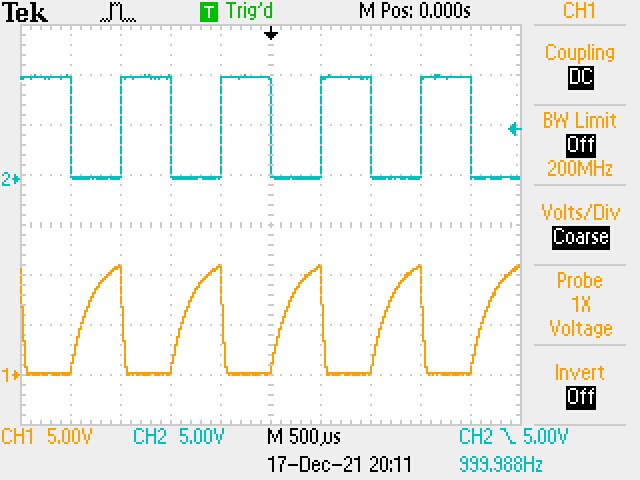 Tek T Trig'd M Pos: 0.000s CH1
Coupling
DC
BW Limit
Off
200MHz
2
Volts/Div
Coarse
Probe
1X
Voltage
Invert
1
Off
CH1 5.00V CH2 5.00V M 500µs CH2 5.00V
17-Dec-21 20:11 999.988Hz